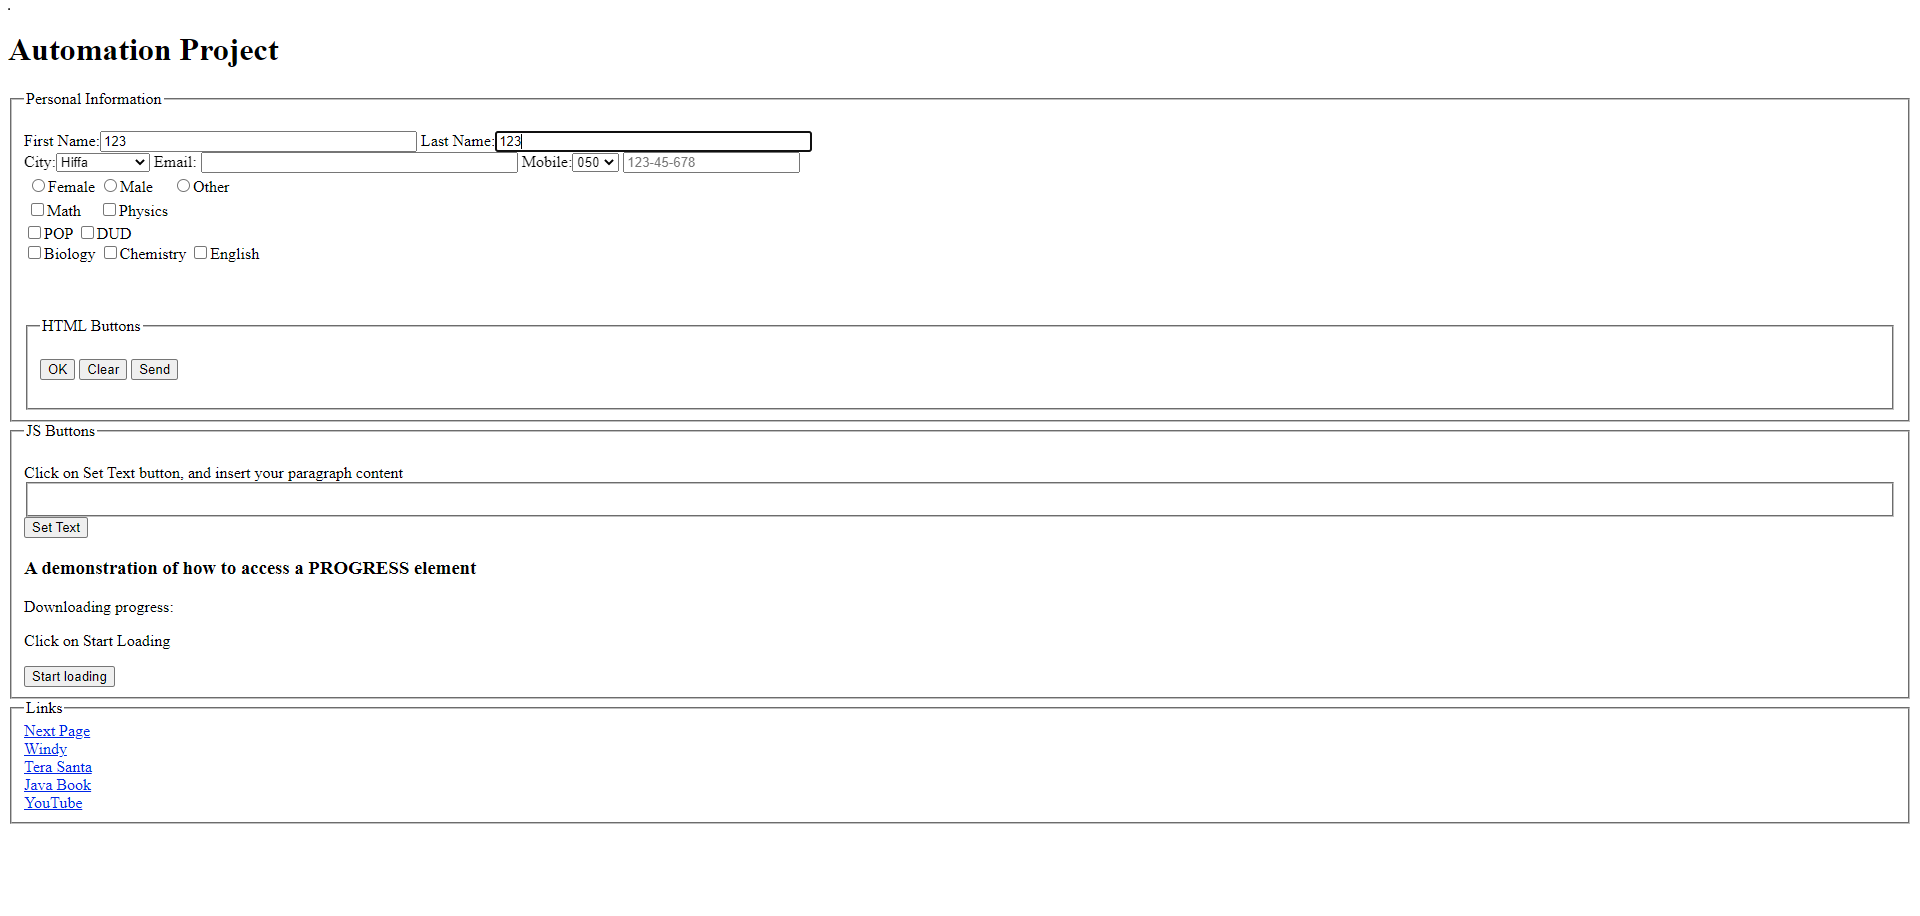 .
Automation Project
Personal Information
First Name: 123 Last Name: 123
City: Hiffa Email: Mobile: 050 123-45-678
Female Male Other
Math Physics
POP DUD
Biology Chemistry English
HTML Buttons
OK Clear Send
JS Buttons
Click on Set Text button, and insert your paragraph content
Set Text
A demonstration of how to access a PROGRESS element
Downloading progress:
Click on Start Loading
Start loading
Links
Next Page
Windy
Tera Santa
Java Book
YouTube